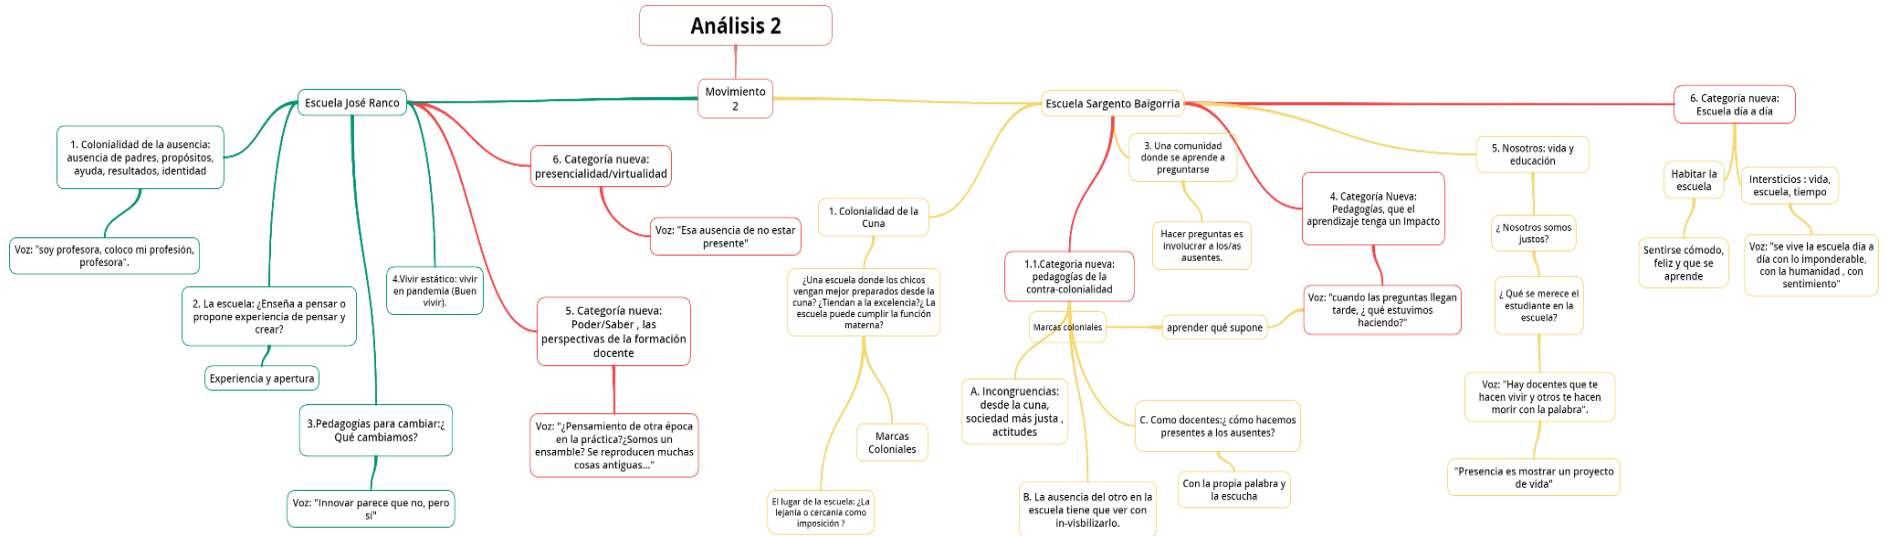 Análisis 2
Movimiento
2
Escuela José Ranco
1. Colonialidad de la ausencia:
ausencia de padres, propósitos,
ayuda, resultados, identidad
Voz: "soy profesora, coloco mi profesión,
profesora".
2. La escuela: ¿Enseña a pensar o
propone experiencia de pensar y
crear?
Experiencia y apertura
3.Pedagogías para cambiar:¿
Qué cambiamos?
Voz: "Innovar parece que no, pero
sí"
4.Vivir estático: vivir
en pandemia (Buen
vivir).
5. Categoría nueva:
Poder/Saber , las
perspectivas de la formación
docente
Voz: "¿Pensamiento de otra época
en la práctica?¿Somos un
ensamble? Se reproducen muchas
cosas antiguas..."
6. Categoría nueva:
presencialidad/virtualidad
Voz: "Esa ausencia de no estar
presente"
Escuela Sargento Baigorria
1. Colonialidad de la
Cuna
¿Una escuela donde los chicos
vengan mejor preparados desde la
cuna? ¿Tiendan a la excelencia?¿ La
escuela puede cumplir la función
materna?
Marcas
Coloniales
El lugar de la escuela: ¿La
lejanía o cercanía como
imposición ?
1.1.Categoria nueva:
pedagogías de la
contra-colonialidad
Marcas coloniales
aprender qué supone
A. Incongruencias:
desde la cuna,
sociedad más justa ,
actitudes
B. La ausencia del otro en la
escuela tiene que ver con
in-visbilizarlo.
C. Como docentes:¿ cómo hacemos
presentes a los ausentes?
Con la propia palabra y
la escucha
3. Una comunidad
donde se aprende a
preguntarse
Hacer preguntas es
involucrar a los/as
ausentes.
4. Categoría Nueva:
Pedagogías, que el
aprendizaje tenga un Impacto
Voz: "cuando las preguntas llegan
tarde, ¿ qué estuvimos
haciendo?"
5. Nosotros: vida y
educación
¿ Nosotros somos
justos?
¿ Qué se merece el
estudiante en la
escuela?
Voz: "Hay docentes que te
hacen vivir y otros te hacen
morir con la palabra".
"Presencia es mostrar un proyecto
de vida"
6. Categoría nueva:
Escuela día a día
Habitar la
escuela
Sentirse cómodo,
feliz y que se
aprende
Intersticios : vida,
escuela, tiempo
Voz: "se vive la escuela día a
día con lo imponderable,
con la humanidad , con
sentimiento"